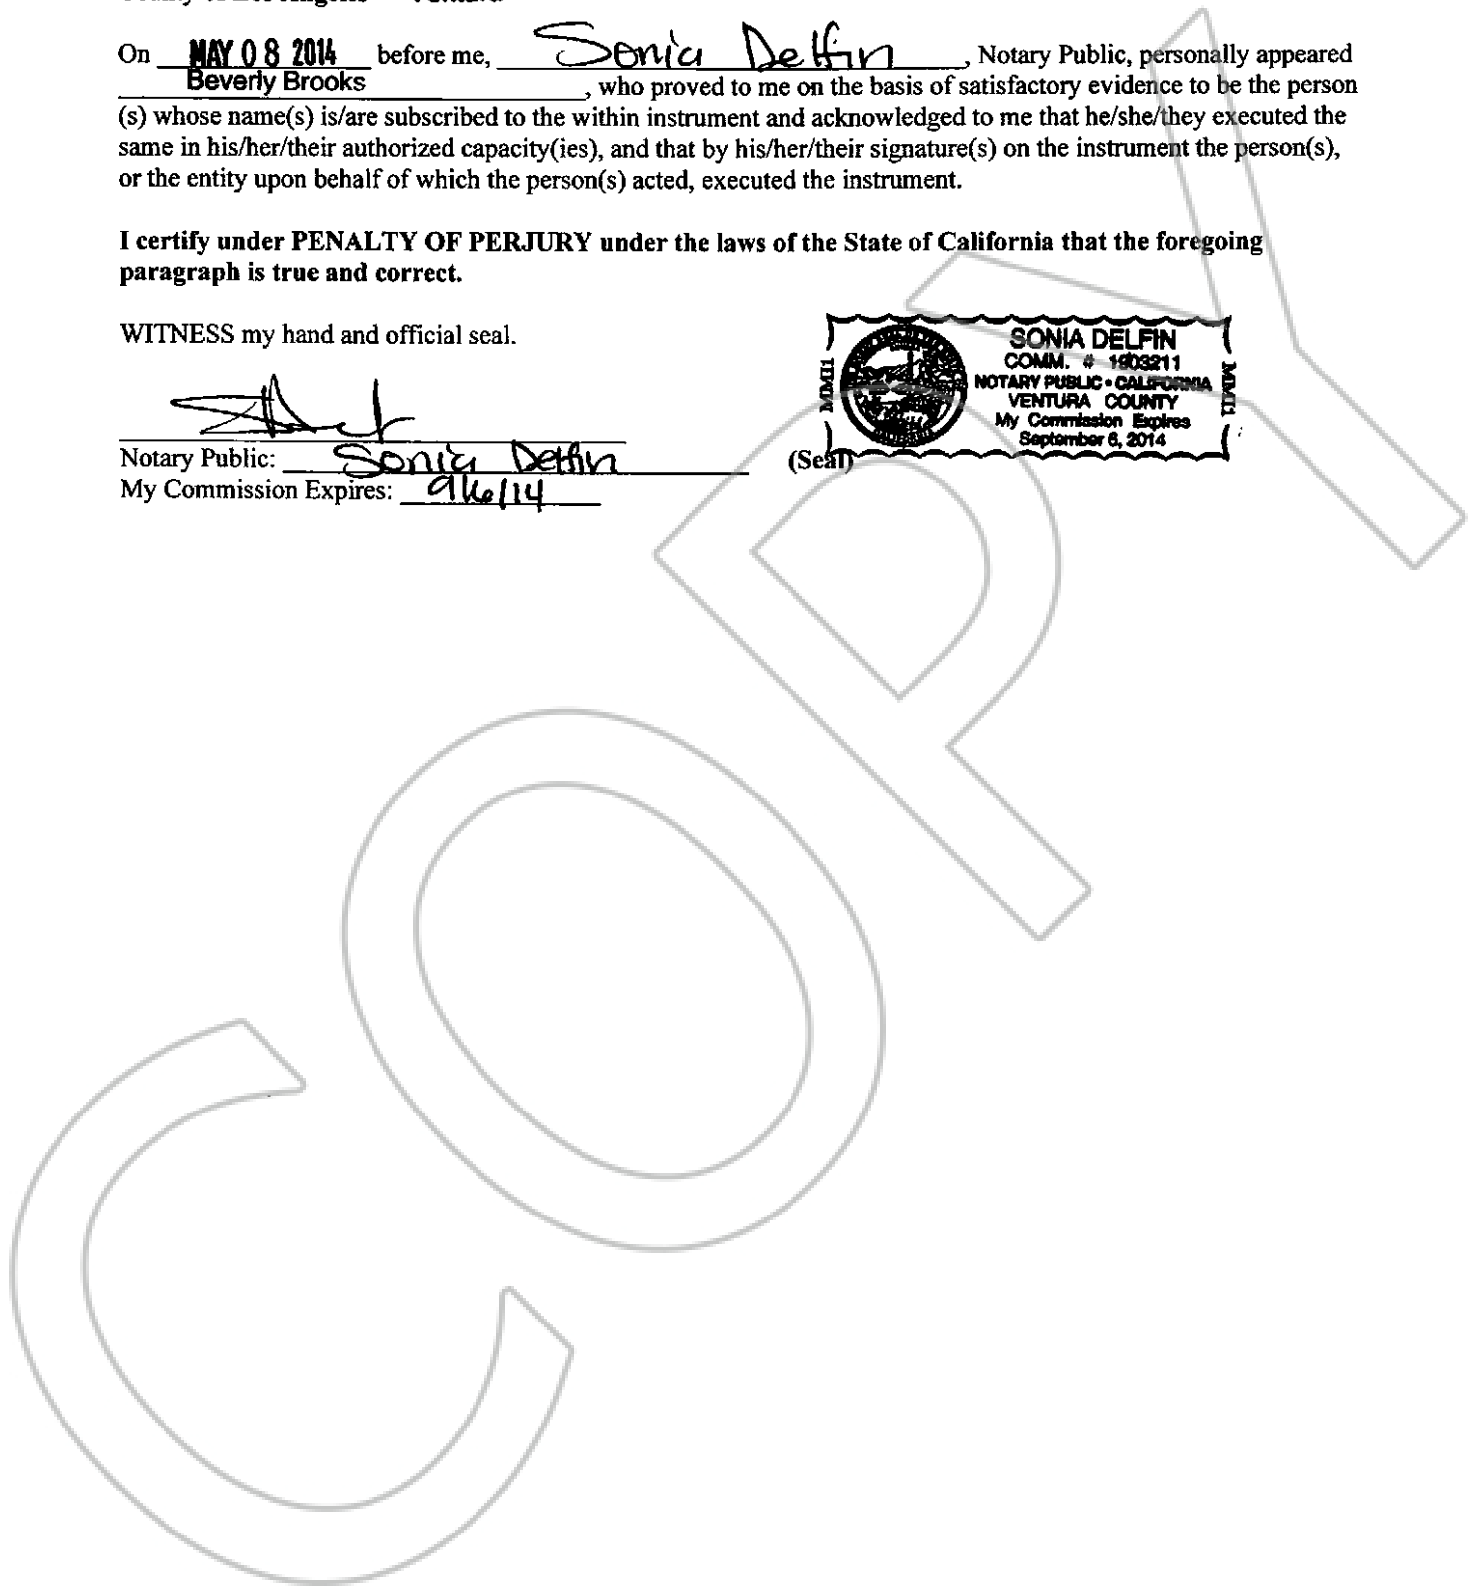 On MAY 08 2014 before me, Sonia Delfin, Notary Public, personally appeared
Beverly Brooks, who proved to me on the basis of satisfactory evidence to be the person
(s) whose name(s) is/are subscribed to the within instrument and acknowledged to me that he/she/they executed the
same in his/her/their authorized capacity(ies), and that by his/her/their signature(s) on the instrument the person(s),
or the entity upon behalf of which the person(s) acted, executed the instrument.
I certify under PENALTY OF PERJURY under the laws of the State of California that the foregoing
paragraph is true and correct.
WITNESS my hand and official seal.
SONIA DELFIN
COMM. # 1903211
NOTARY PUBLIC • CALIFORNIA
VENTURA COUNTY
My Commission Expires
September 6, 2014
MMII1
MMII1
Notary Public: Sonia Delfin
(Seal)
My Commission Expires: 9/6/14
COPY